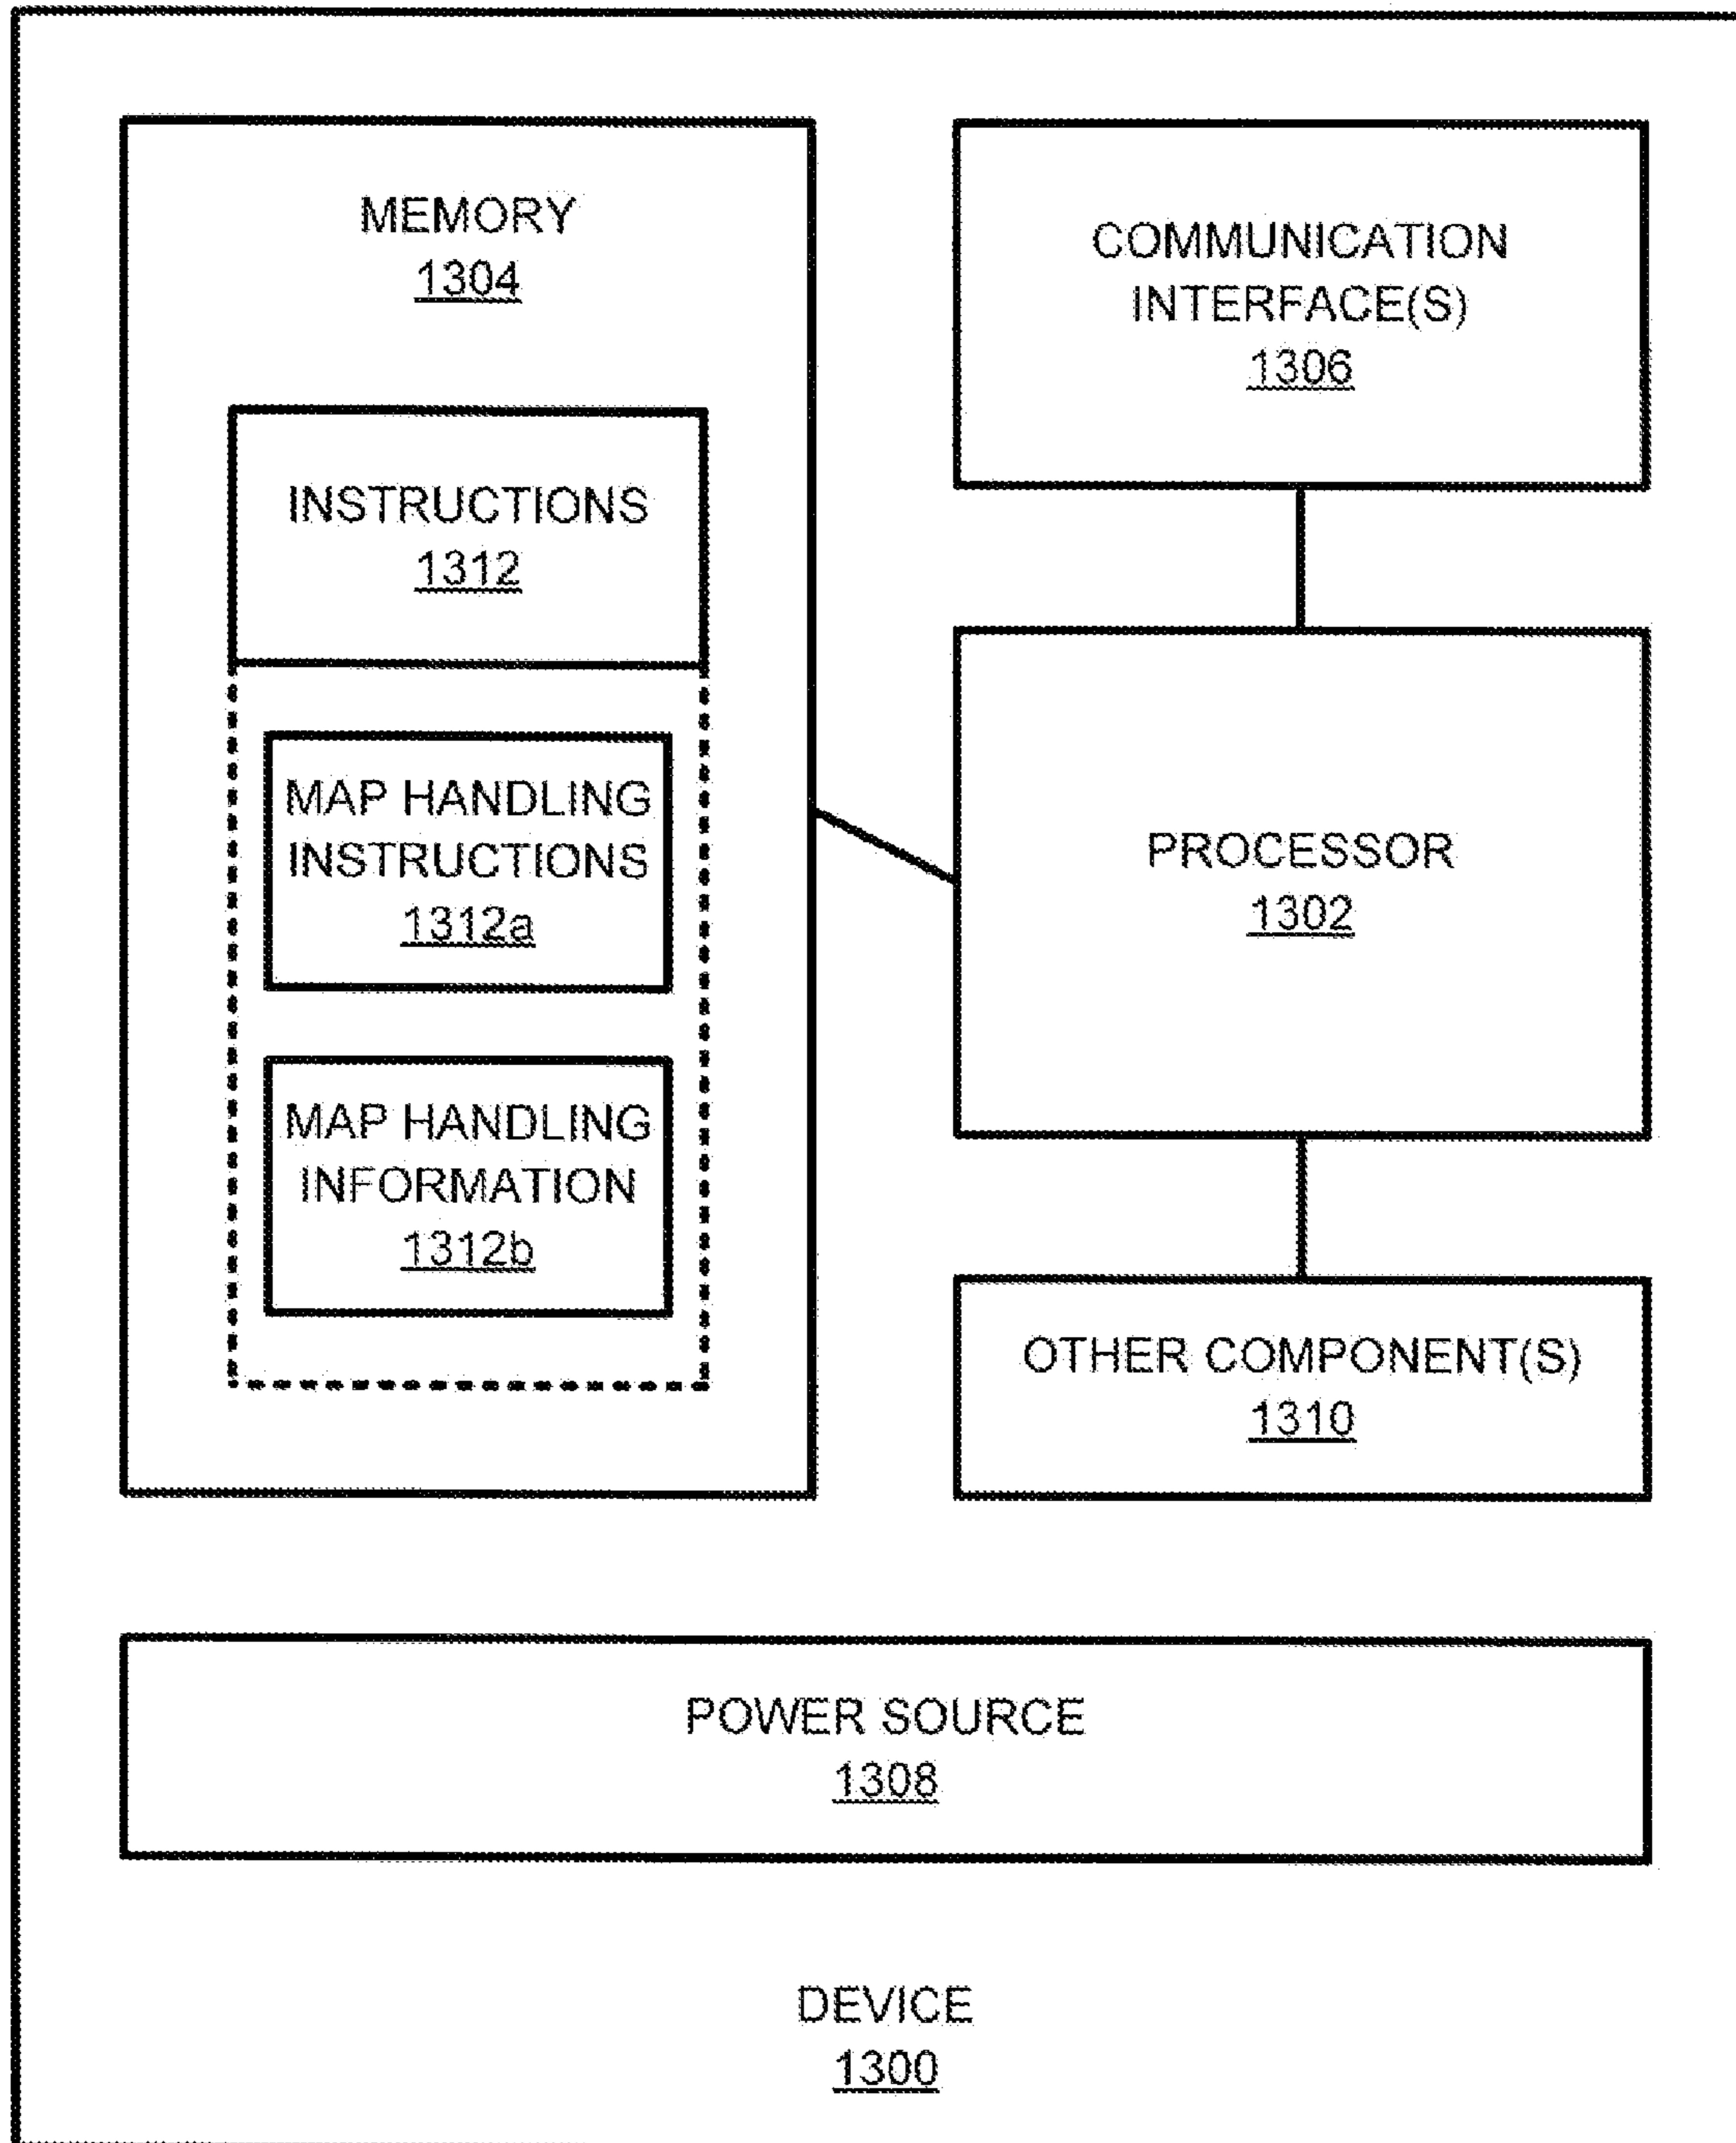 MEMORY
1304
INSTRUCTIONS
1312
MAP HANDLING
INSTRUCTIONS
1312a
MAP HANDLING
INFORMATION
1312b
COMMUNICATION
INTERFACE(S)
1306
PROCESSOR
1302
OTHER COMPONENT(S)
1310
POWER SOURCE
1308
DEVICE
1300